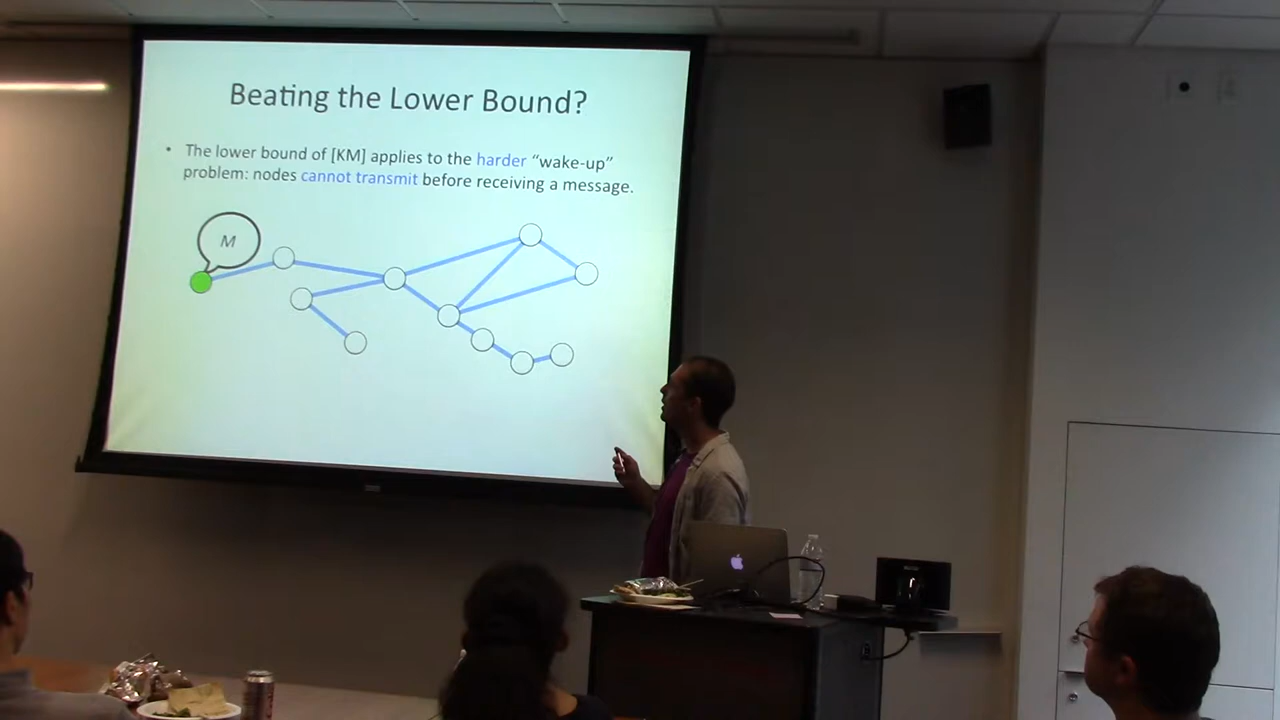 Beating the Lower Bound?
• The lower bound of [KM] applies to the harder “wake-up”
problem: nodes cannot transmit before receiving a message.
M